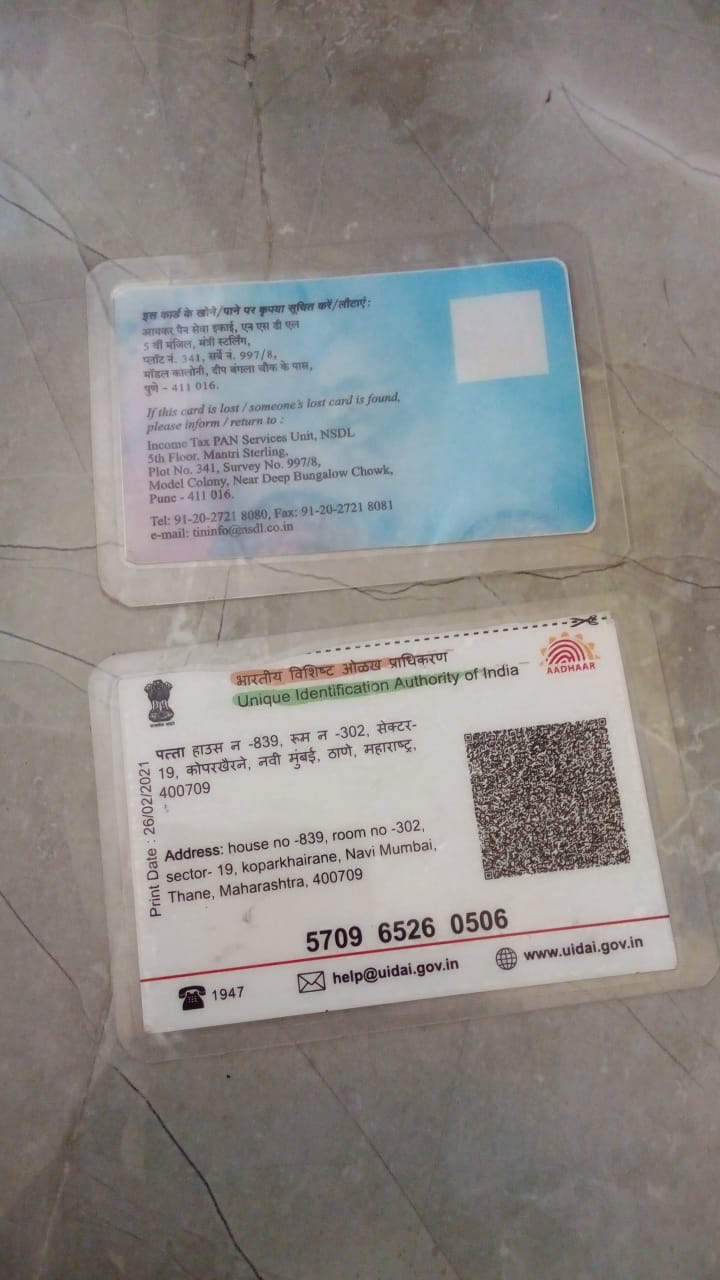 इस कार्ड के खोने/पाने पर कृपया सूचित करें/लौटाएं:
आयकर पैन सेवा इकाई, एन एस डी एल
5 वीं मंजिल, मंत्री स्टर्लिंग,
प्लॉट नं. 341, सर्वे नं. 997/8,
मॉडल कालोनी, दीप बंगला चौक के पास,
पुणे - 411 016.
If this card is lost / someone's lost card is found,
please inform / return to :
Income Tax PAN Services Unit, NSDL
5th Floor, Mantri Sterling,
Plot No. 341, Survey No. 997/8,
Model Colony, Near Deep Bungalow Chowk,
Pune - 411 016.
Tel: 91-20-2721 8080, Fax: 91-20-2721 8081
e-mail: tininfo@nsdl.co.in
भारतीय विशिष्ट ओळख प्राधिकरण
Unique Identification Authority of India
AADHAAR
पत्ता हाउस न -839, रूम न -302, सेक्टर-
19, कोपरखैरने, नवी मुंबई, ठाणे, महाराष्ट्र,
400709
Print Date : 26/02/2021
Address: house no -839, room no -302,
sector- 19, koparkhairane, Navi Mumbai,
Thane, Maharashtra, 400709
5709 6526 0506
1947
help@uidai.gov.in
www.uidai.gov.in